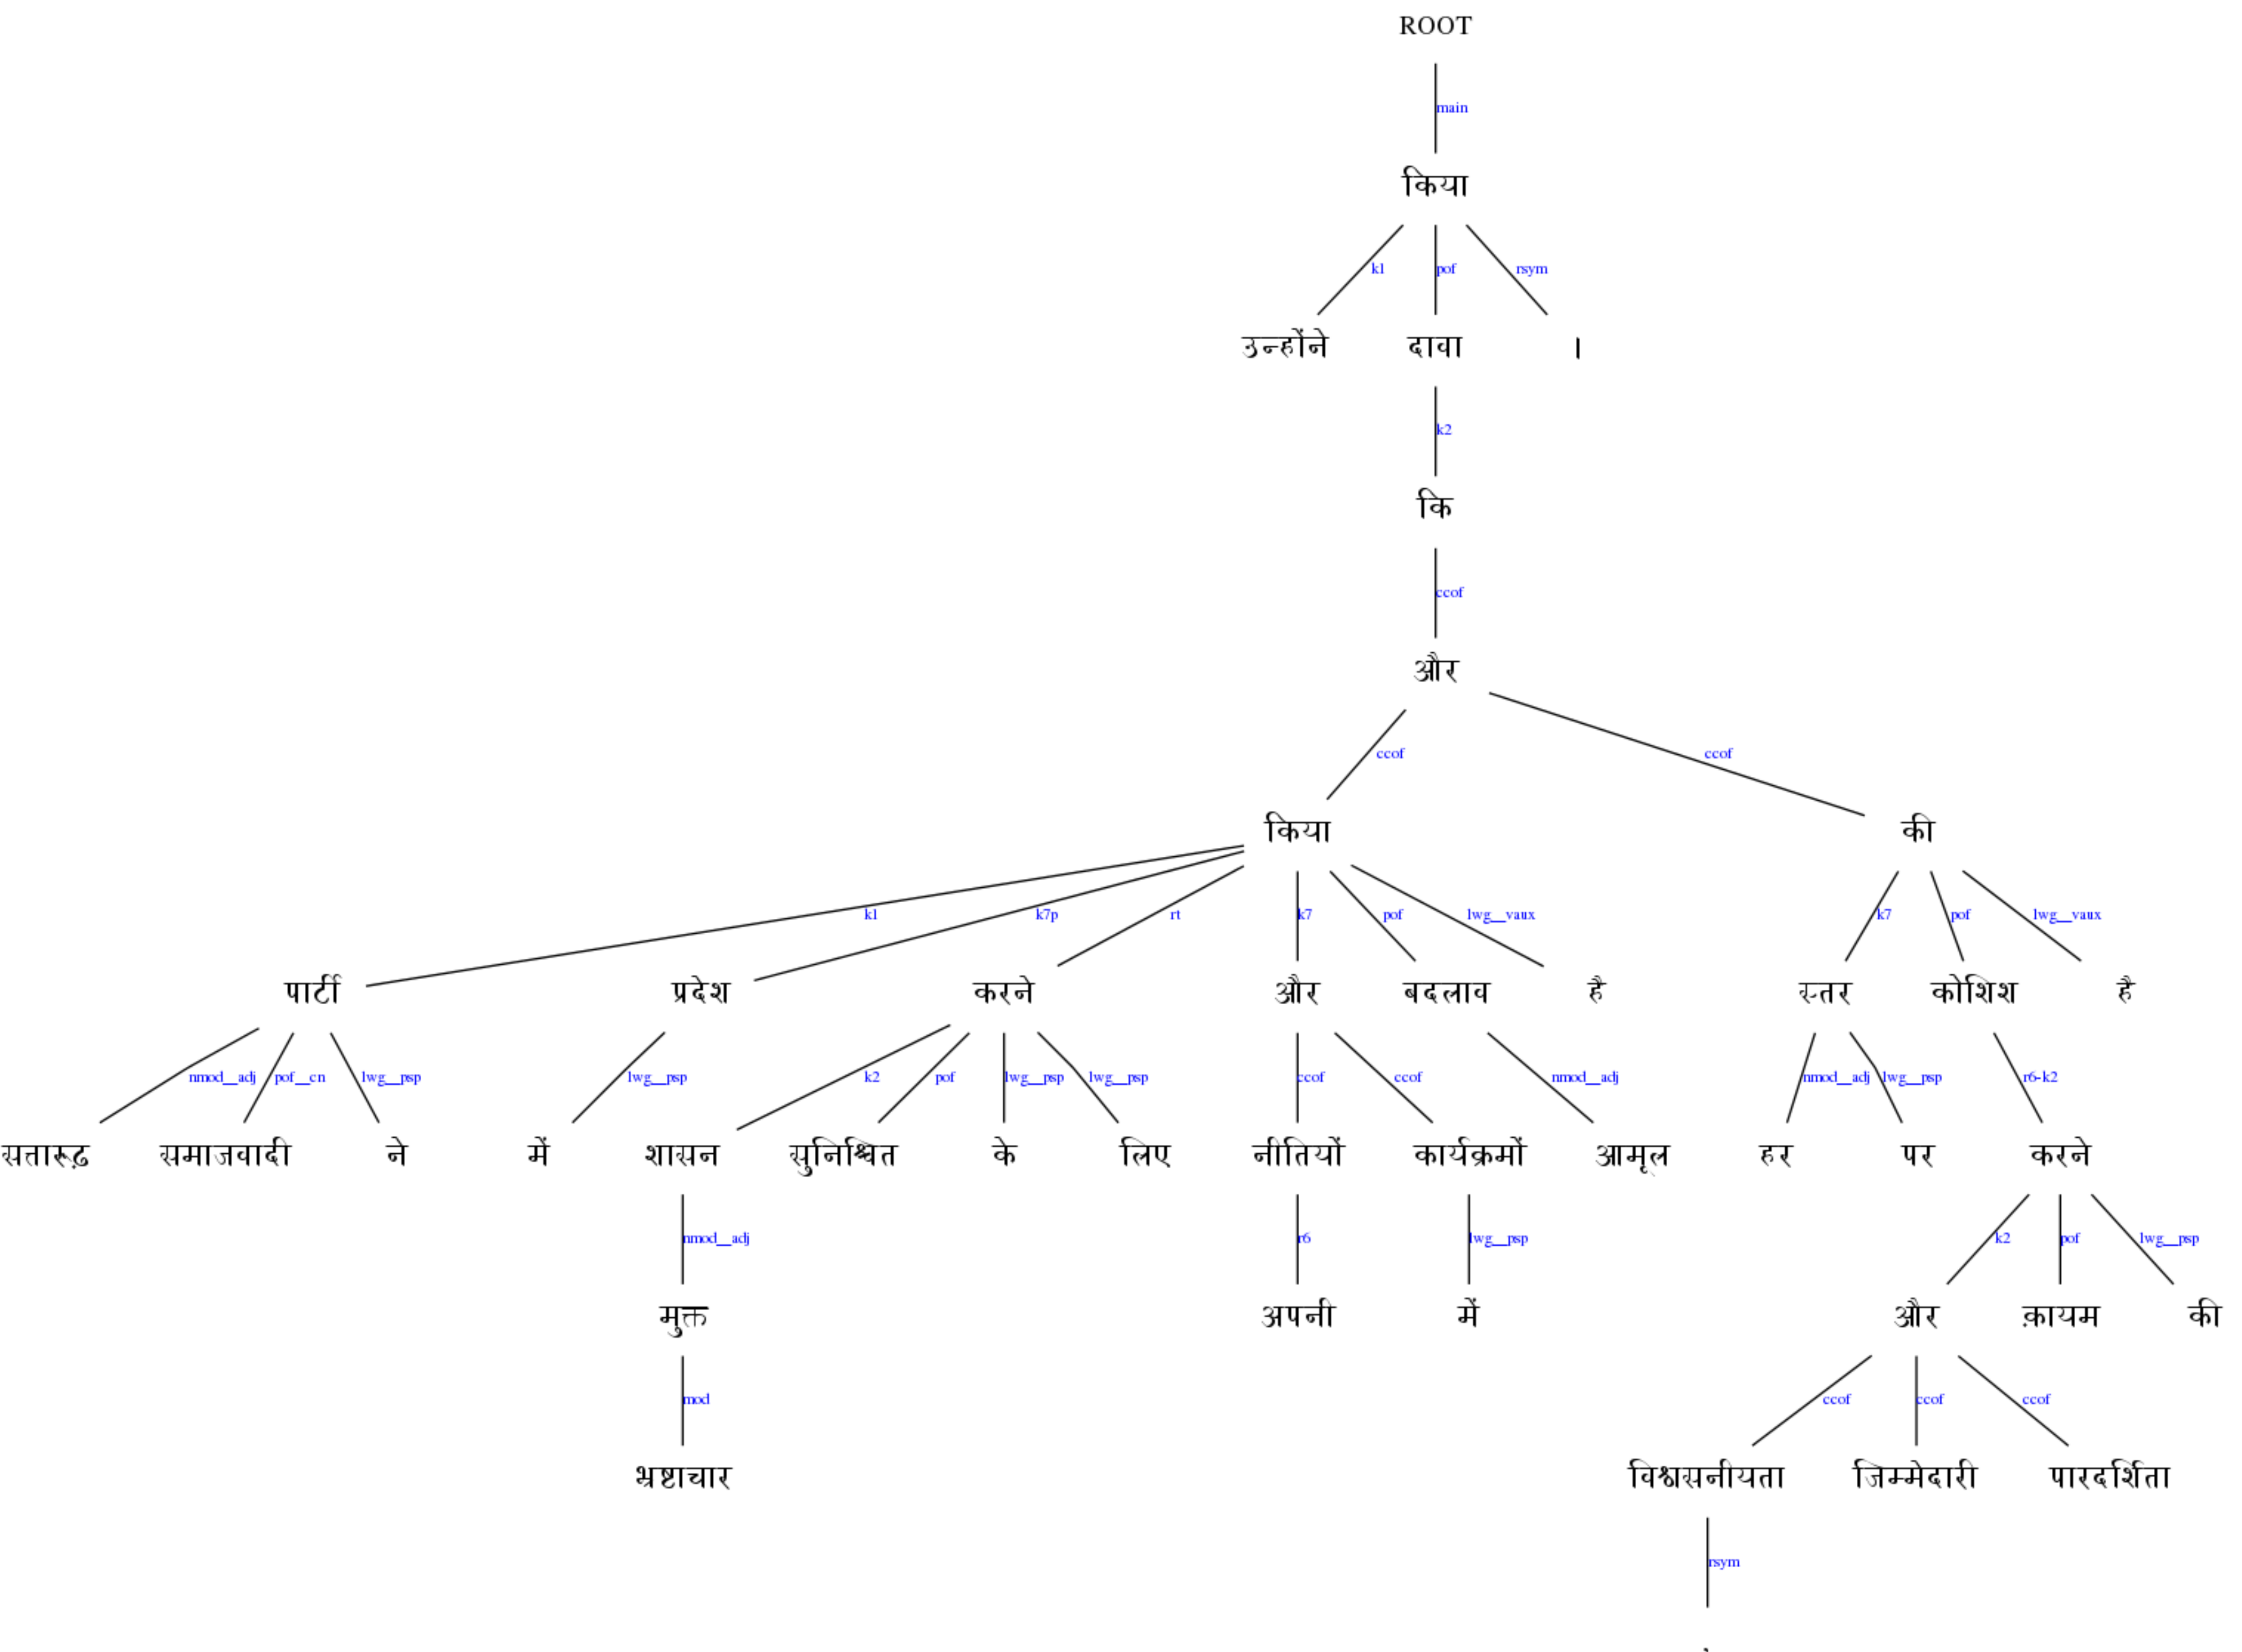 ROOT
main
किया
k1 pof rsym
उन्होंने दावा ।
k2
कि
ccof
और
ccof ccof
किया की
k1 k7p rt k7 pof lwg__vaux k7 pof lwg__vaux
पार्टी प्रदेश करने और बदलाव है स्तर कोशिश है
nmod__adj pof__cn lwg__psp lwg__psp k2 pof lwg__psp lwg__psp ccof ccof nmod__adj nmod__adj lwg__psp r6-k2
सत्तारूढ़ समाजवादी ने में शासन सुनिश्चित के लिए नीतियों कार्यक्रमों आमूल हर पर करने
nmod__adj r6 lwg__psp k2 pof lwg__psp
मुक्त अपनी में और क़ायम की
mod ccof ccof ccof
भ्रष्टाचार विश्वासनीयता जिम्मेदारी पारदर्शिता
rsym